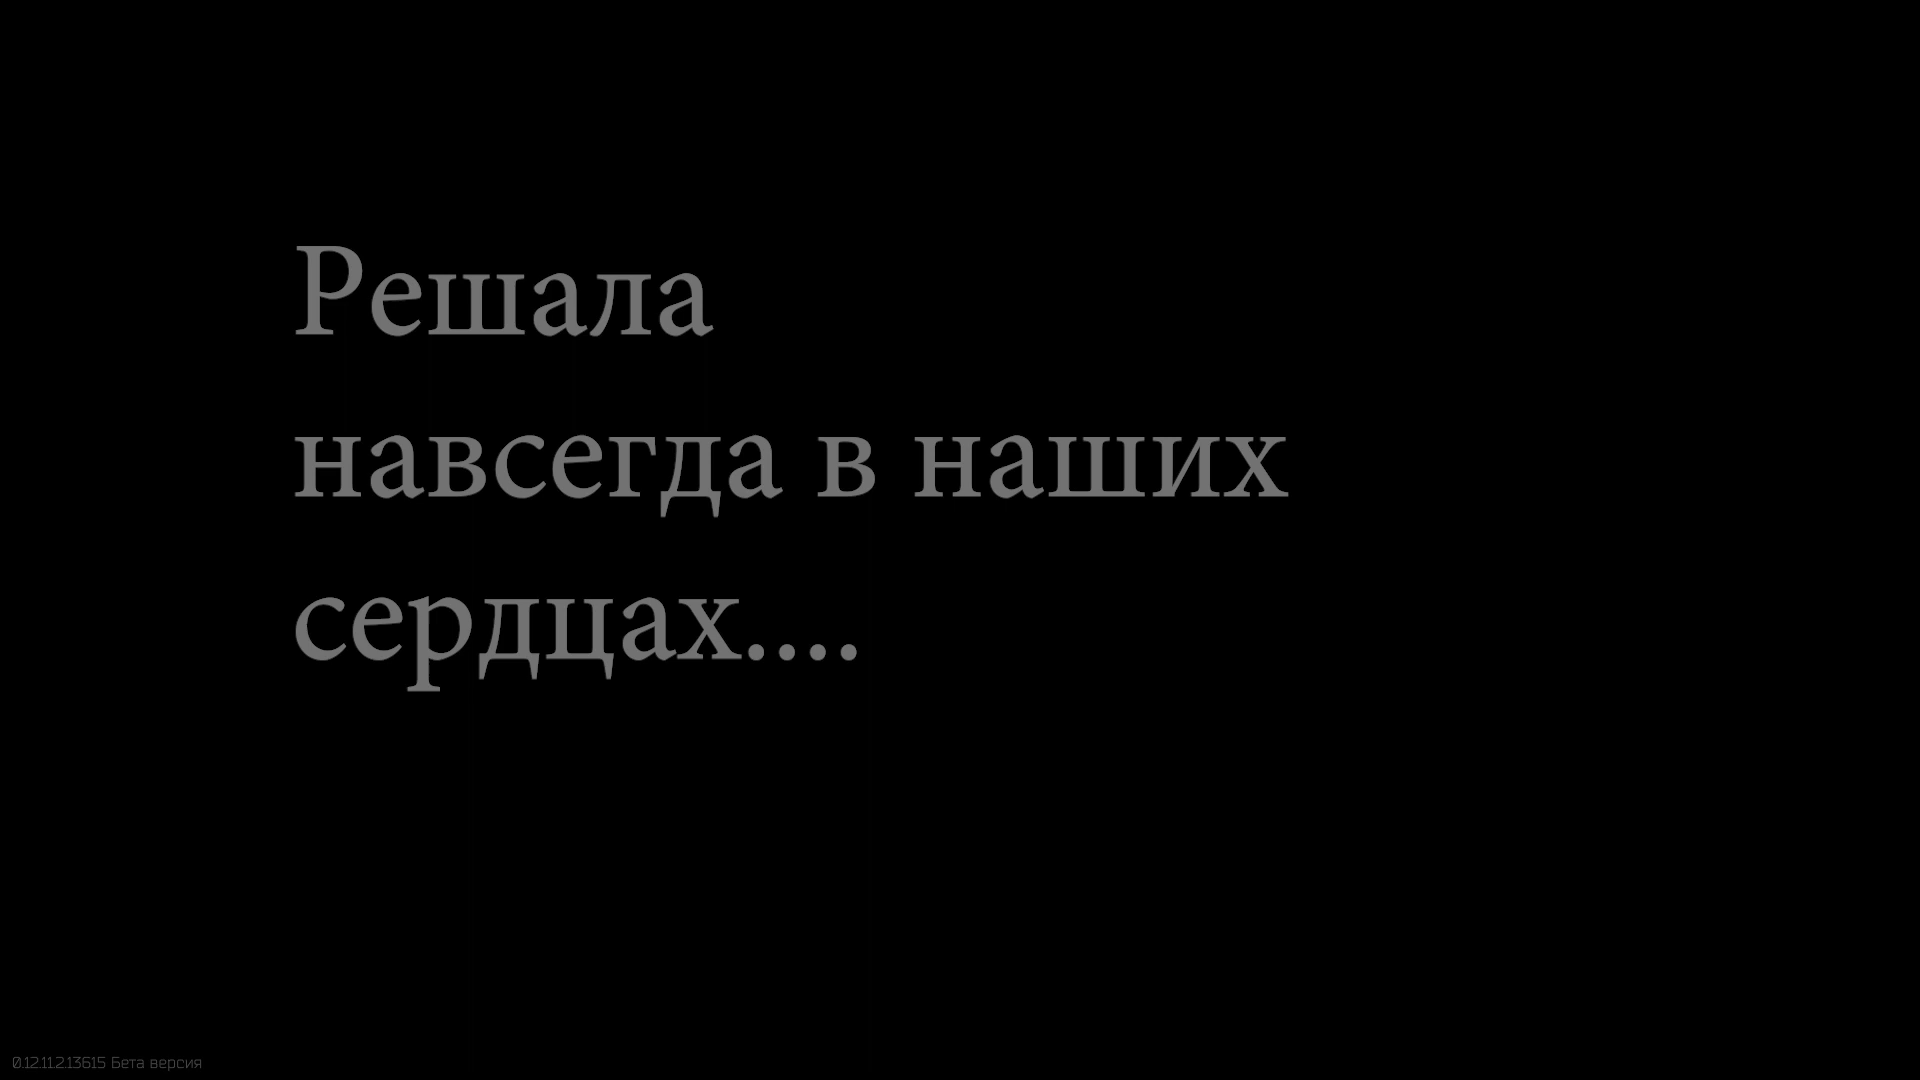 Решала
навсегда в наших
сердцах....
0.12.11.2.13615 Бета версия